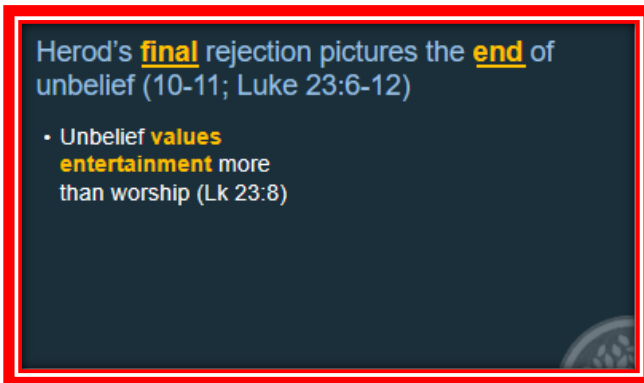 Herod's final rejection pictures the end of
unbelief (10-11; Luke 23:6-12)
• Unbelief values
entertainment more
than worship (Lk 23:8)